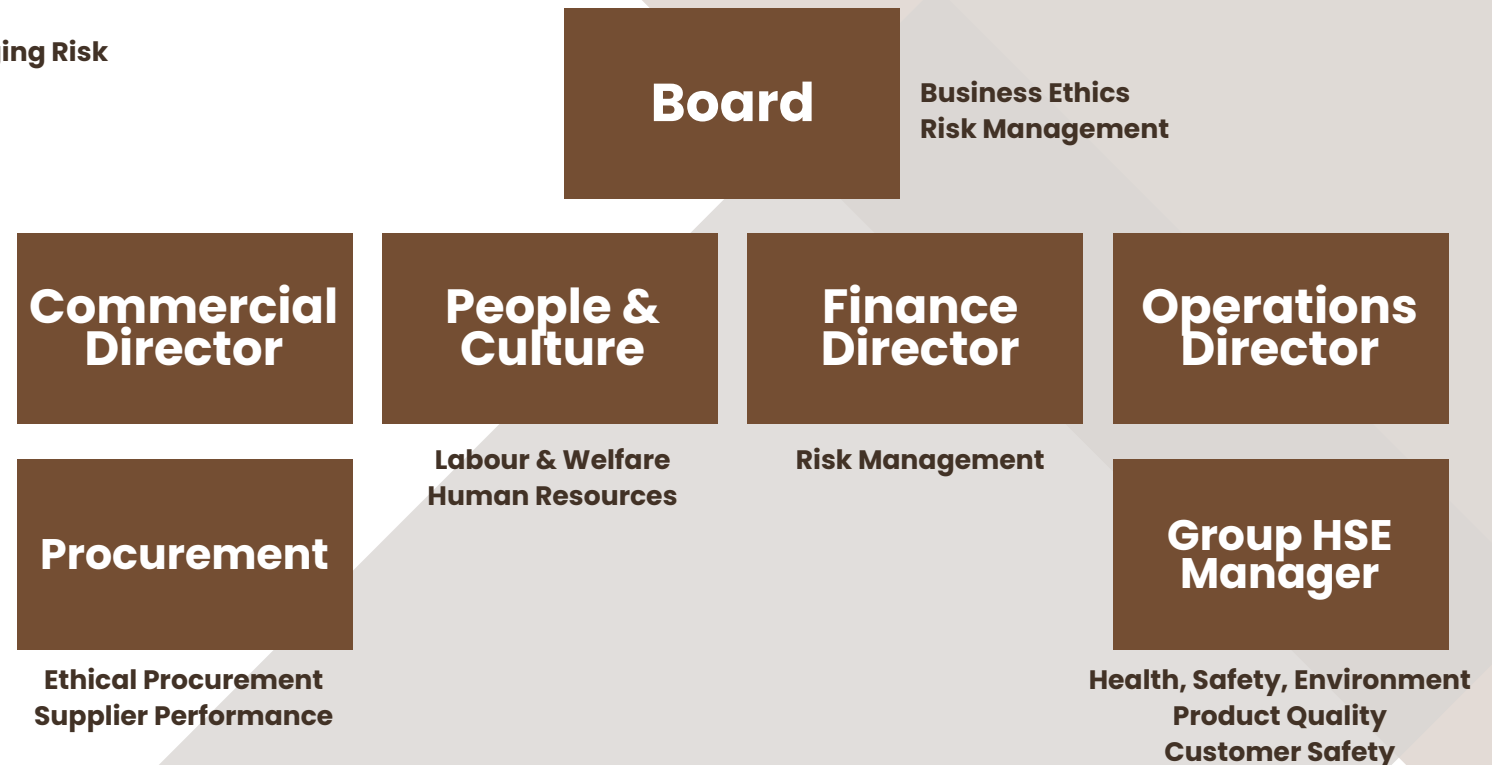 Risk
Board
Business Ethics
Risk Management
Commercial
Director
People &
Culture
Finance
Director
Operations
Director
Labour & Welfare
Human Resources
Risk Management
Procurement
Group HSE
Manager
Ethical Procurement
Supplier Performance
Health, Safety, Environment
Product Quality
Customer Safety